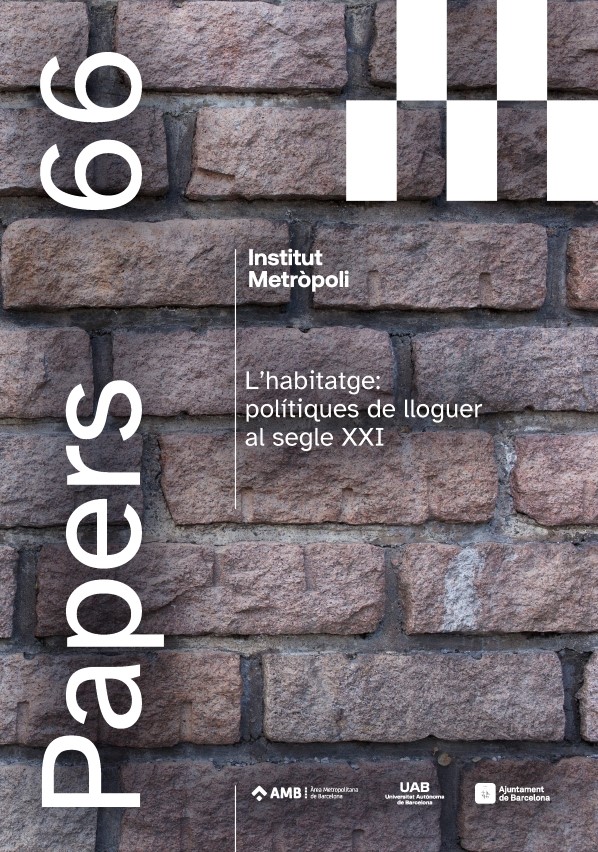 Papers 66
Institut
Metròpoli
L’habitatge:
polítiques de lloguer
al segle XXI
AMB
Àrea Metropolitana
de Barcelona
UAB
Universitat Autònoma
de Barcelona
Ajuntament
de Barcelona